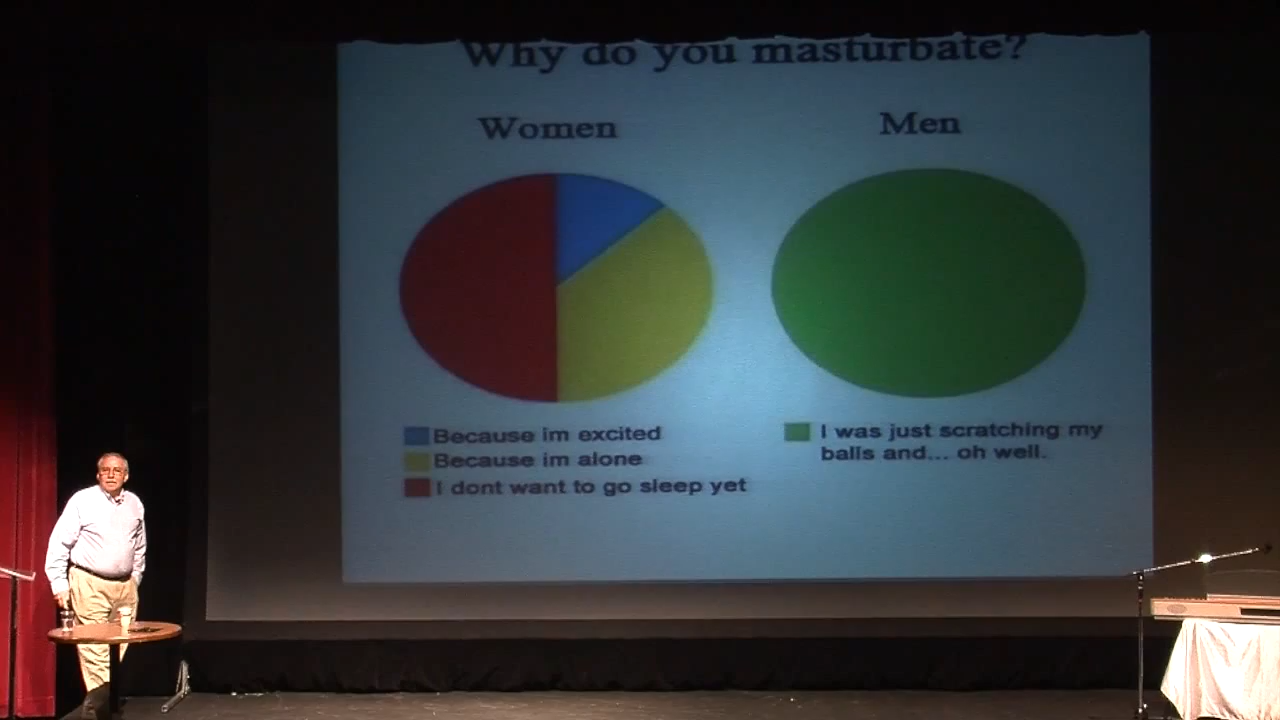 Why do you masturbate?
Women
Men
Because im excited
Because im alone
I dont want to go sleep yet
I was just scratching my
balls and... oh well.